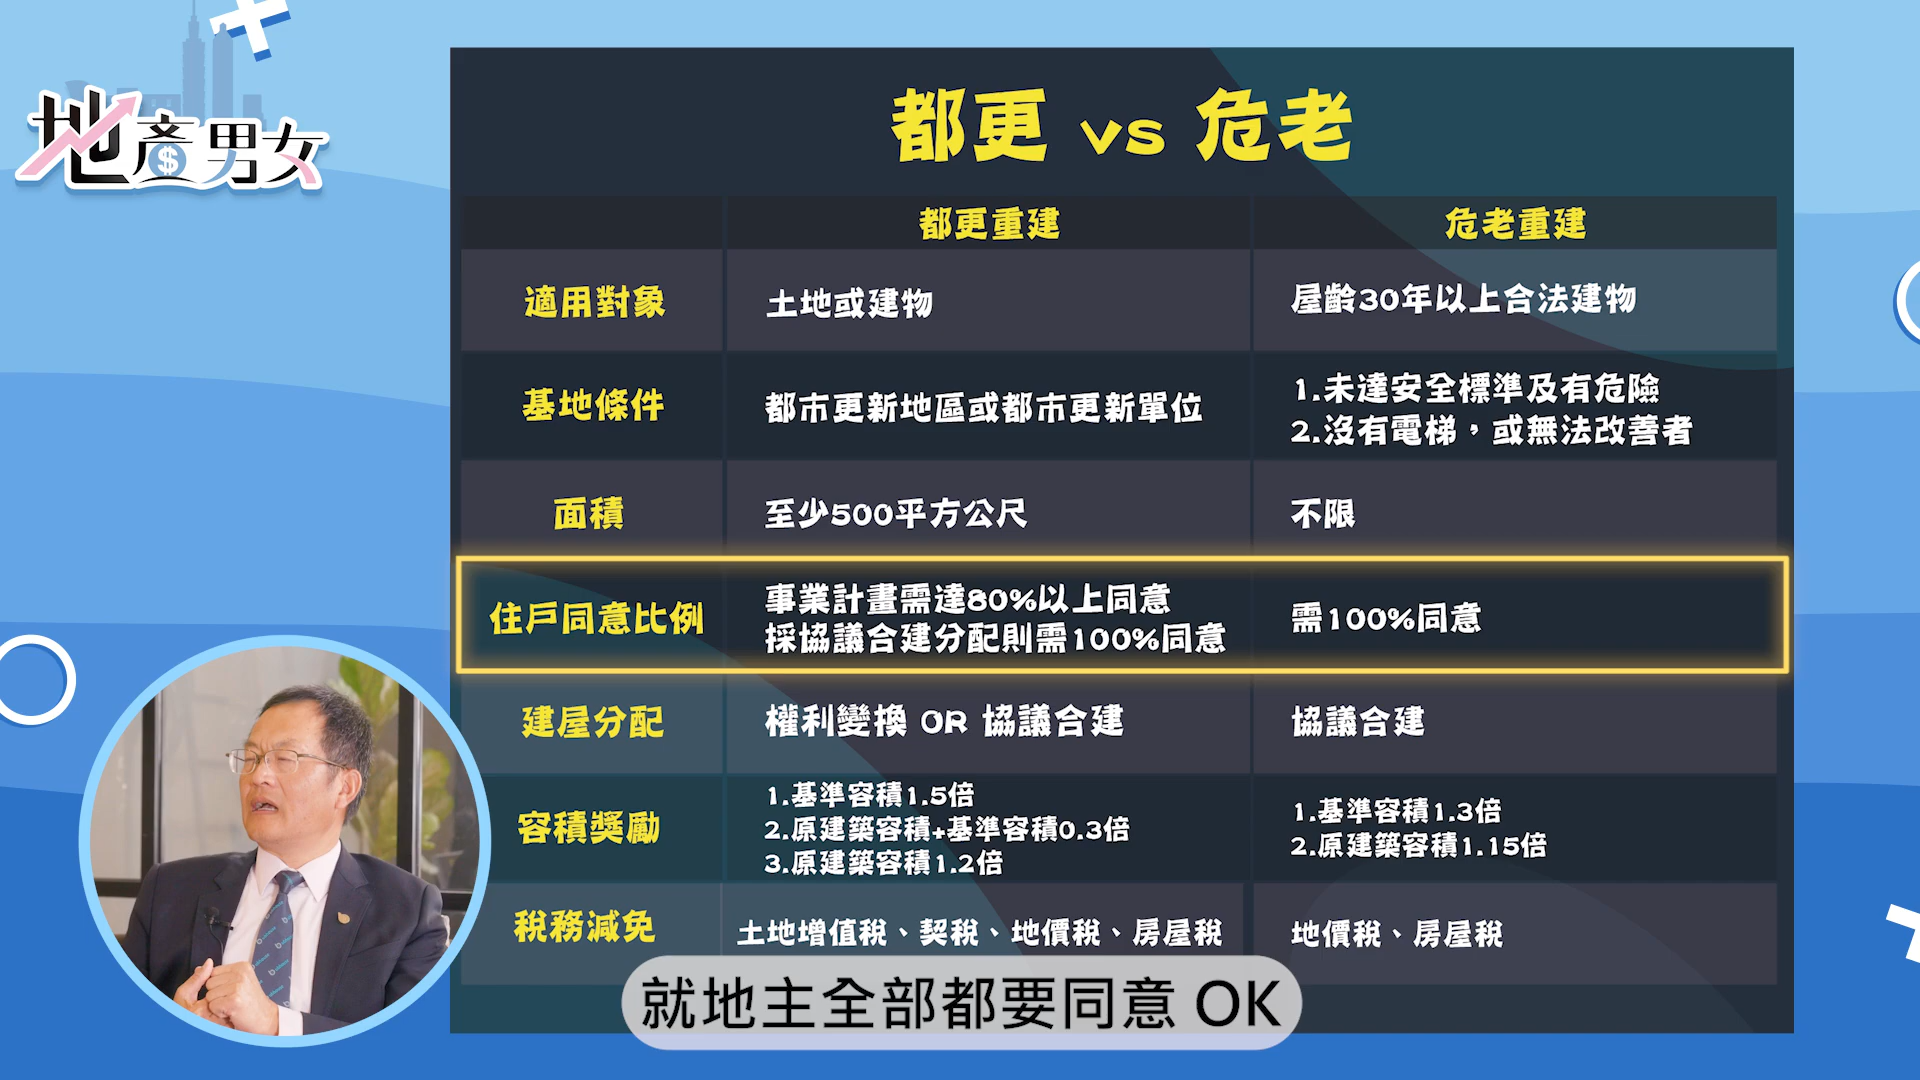 地產男女
都更 vs 危老
都更重建
危老重建
適用對象
土地或建物
屋齡30年以上合法建物
基地條件
都市更新地區或都市更新單位
1.未達安全標準及有危險
2.沒有電梯，或無法改善者
面積
至少500平方公尺
不限
住戶同意比例
事業計畫需達80%以上同意
採協議合建分配則需100%同意
需100%同意
建屋分配
權利變換 OR 協議合建
協議合建
容積獎勵
1.基準容積1.5倍
2.原建築容積+基準容積0.3倍
3.原建築容積1.2倍
1.基準容積1.3倍
2.原建築容積1.15倍
稅務減免
土地增值稅、契稅、地價稅、房屋稅
地價稅、房屋稅
就地主全部都要同意 OK